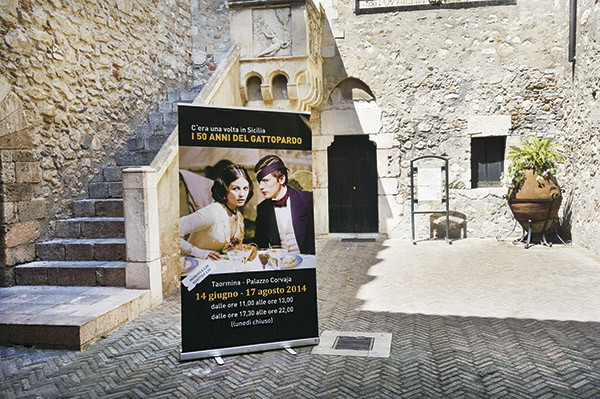 C'era una volta in Sicilia
I 50 ANNI DEL GATTOPARDO
Taormina - Palazzo Corvaja
14 giugno - 17 agosto 2014
dalle ore 11,00 alle ore 13,00
dalle ore 17,30 alle ore 22,00
(lunedì chiuso)